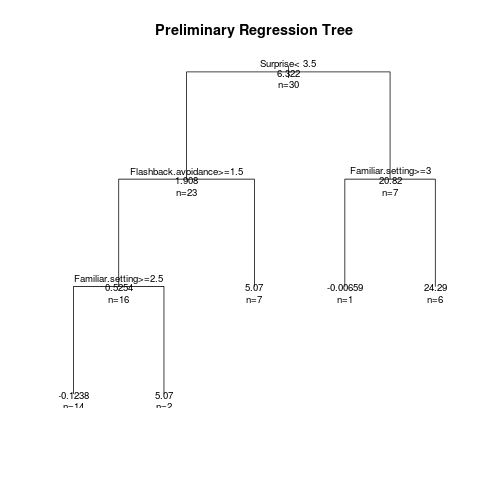 Preliminary Regression Tree
Surprise< 3.5
6.322
n=30
Flashback.avoidance>=1.5
1.908
n=23
Familiar.setting>=3
20.82
n=7
Familiar.setting>=2.5
0.5254
n=16
5.07
n=7
-0.00659
n=1
24.29
n=6
-0.1238
n=14
5.07
n=2